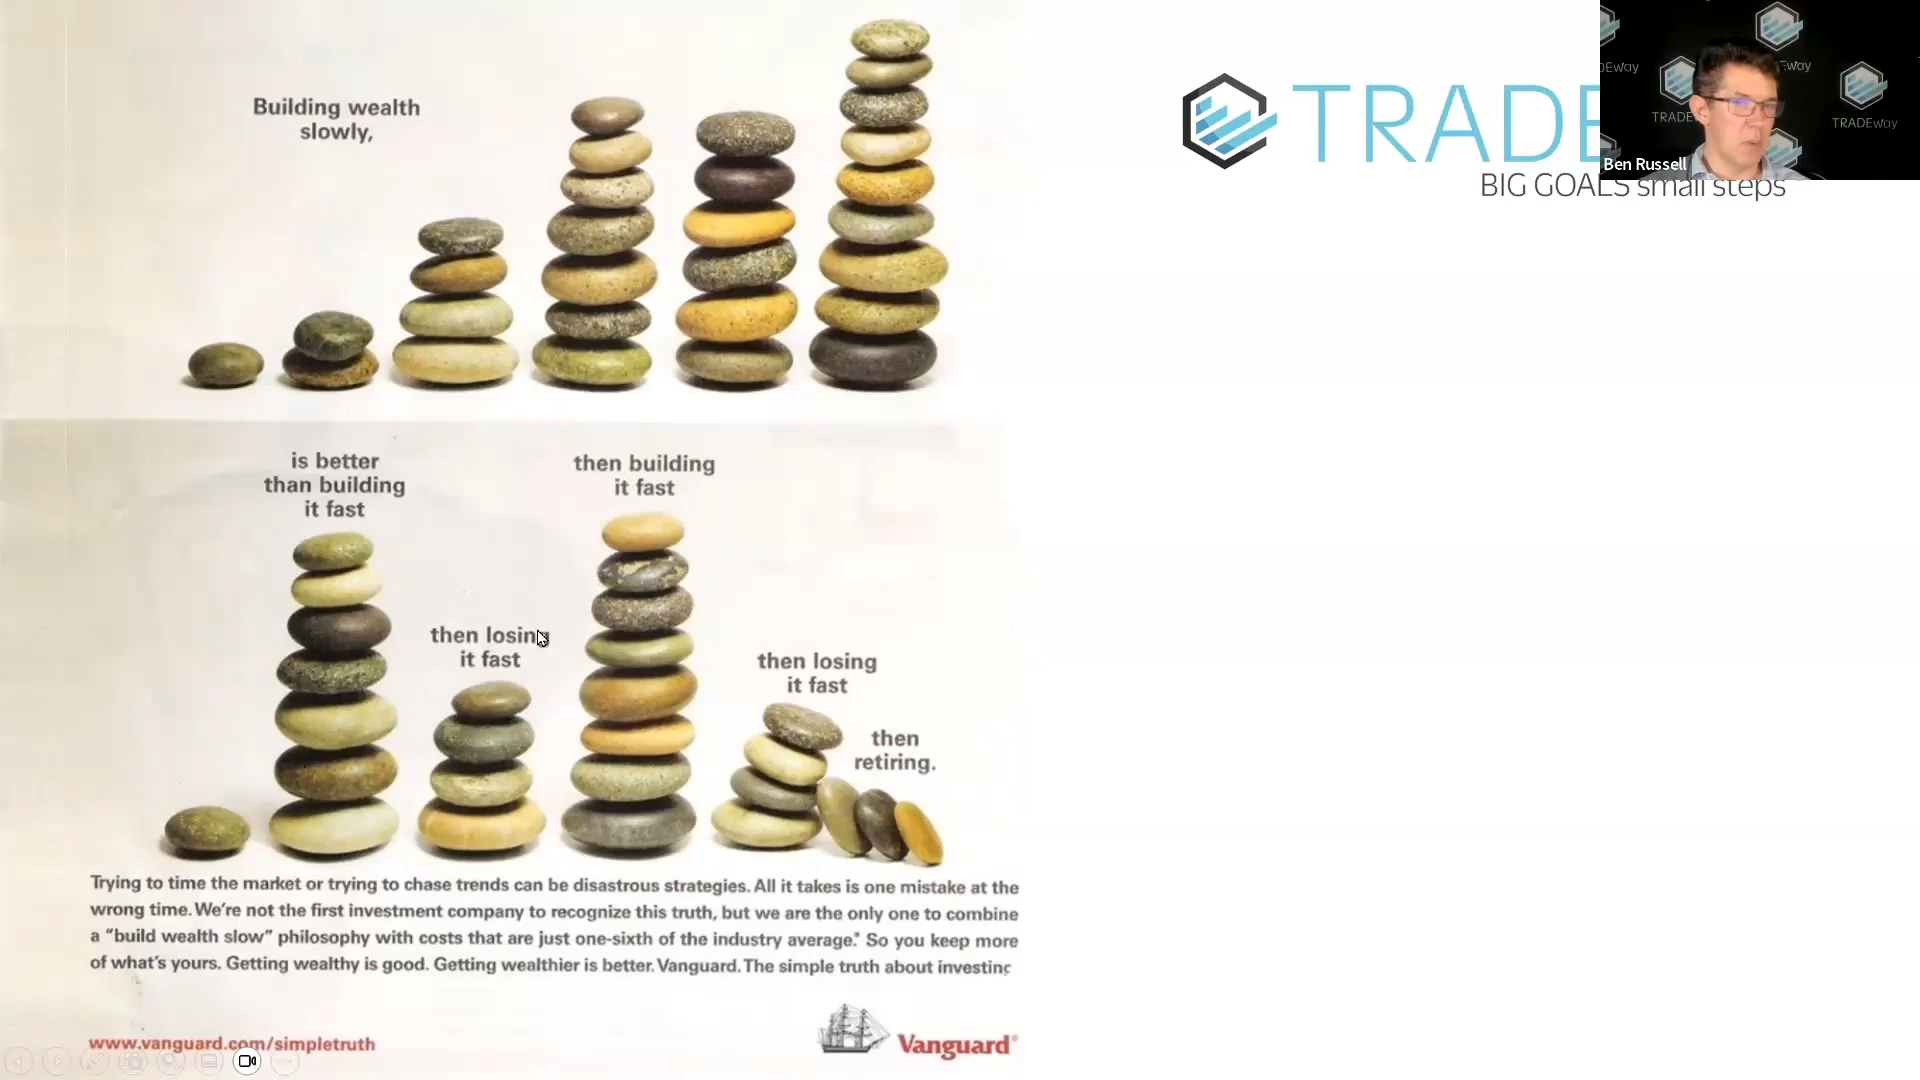 Building wealth
slowly,
is better
than building
it fast
then losing
it fast
then building
it fast
then losing
it fast
then
retiring.
Trying to time the market or trying to chase trends can be disastrous strategies. All it takes is one mistake at the
wrong time. We’re not the first investment company to recognize this truth, but we are the only one to combine
a “build wealth slow” philosophy with costs that are just one-sixth of the industry average.* So you keep more
of what’s yours. Getting wealthy is good. Getting wealthier is better. Vanguard. The simple truth about investing
www.vanguard.com/simpletruth
Vanguard®
TRADE
BIG GOALS small steps
Ben Russell
TRADEway